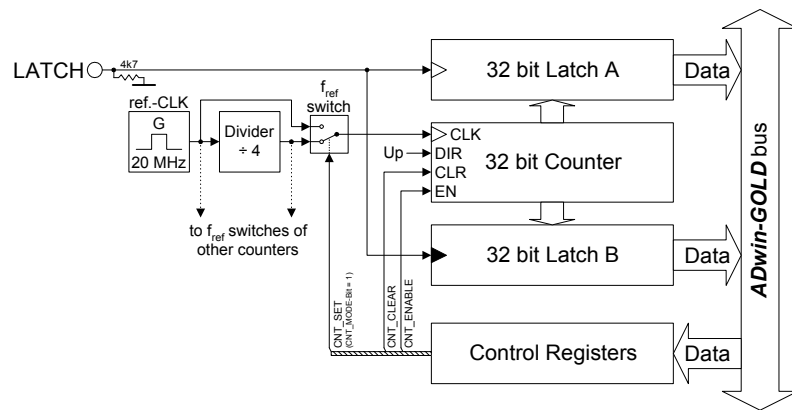 LATCH
4k7
32 bit Latch A
Data
ref.-CLK
G
20 MHz
Divider
÷ 4
fref
switch
CLK
Up
DIR
CLR
EN
32 bit Counter
to fref switches of
other counters
32 bit Latch B
Data
CNT_SET
(CNT_MODE-Bit = 1)
CNT_CLEAR
CNT_ENABLE
Control Registers
Data
ADwin-GOLD bus